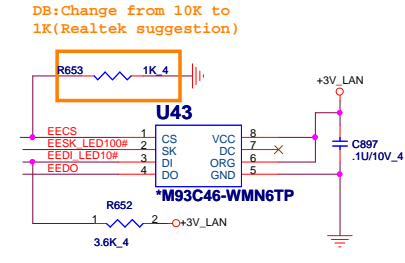 DB:Change from 10K to
1K(Realtek suggestion)
R653 1K_4
+3V_LAN
U43
EECS 1 CS VCC 8
EESK_LED100# 2 SK DC 7
EEDI_LED10# 3 DI ORG 6
EEDO 4 DO GND 5
C897
.1U/10V_4
*M93C46-WMN6TP
R652
1 2 +3V_LAN
3.6K_4